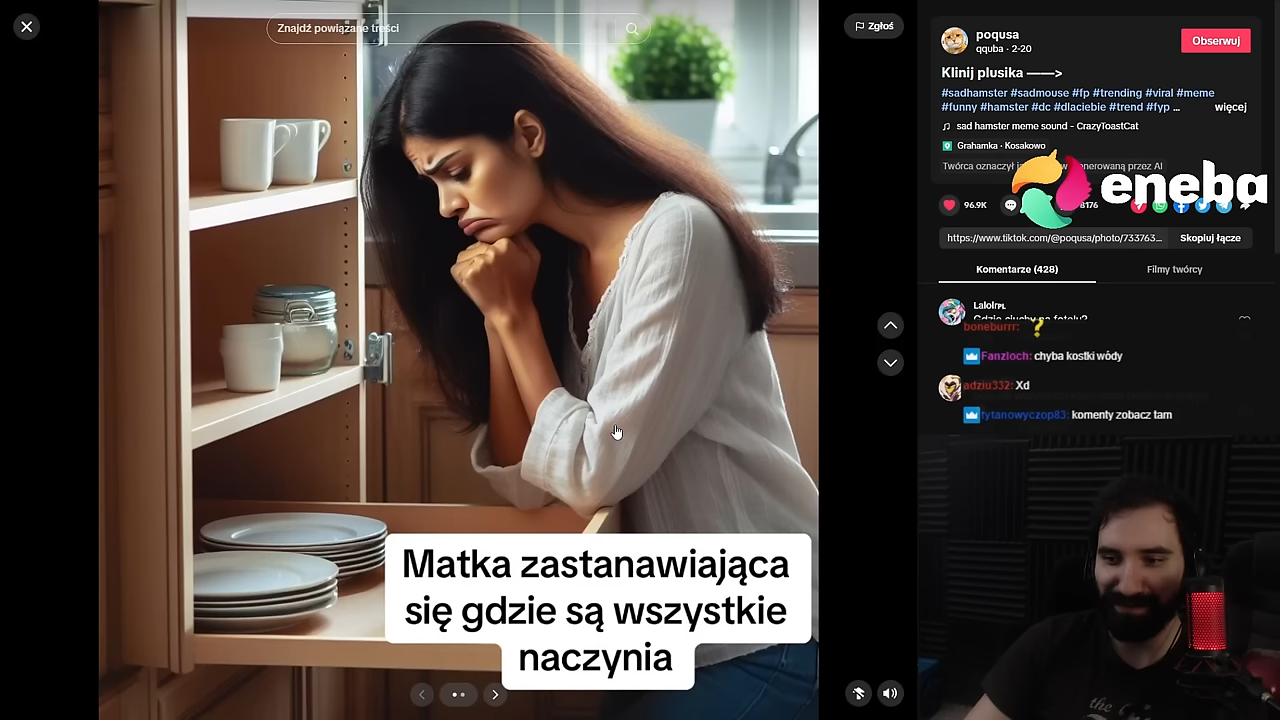 Znajdź powiązane treści
Zgłoś
Matka zastanawiająca
się gdzie są wszystkie
naczynia
poqusa
qquba · 2-20
Obserwuj
Klinij plusika ——>
#sadhamster #sadmouse #fp #trending #viral #meme
#funny #hamster #dc #dlaciebie #trend #fyp ...
więcej
sad hamster meme sound - CrazyToastCat
Grahamka · Kosakowo
Twórca oznaczył przez AI
eneba
96.9K
8176
https://www.tiktok.com/@poqusa/photo/733763...
Skopiuj łącze
Komentarze (428)
Filmy twórcy
boneburrr:
Fanzloch: chyba kostki wódy
adziu332: Xd
tytanowyczop83: komenty zobacz tam
the